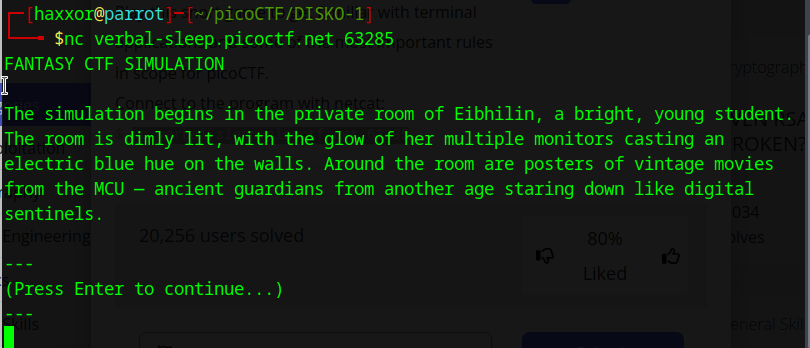 [haxxor@parrot]─[~/picoCTF/DISKO-1] with terminal
$nc verbal-sleep.picoctf.net 63285 important rules
FANTASY CTF SIMULATION
in scope for picoCTF.
Connect to the program with netcat:
The simulation begins in the private room of Eibhilin, a bright, young student.
The room is dimly lit, with the glow of her multiple monitors casting an
electric blue hue on the walls. Around the room are posters of vintage movies
from the MCU — ancient guardians from another age staring down like digital
sentinels.
Engineering
20,256 users solved
80%
Liked
034
olves
---
(Press Enter to continue...)
---
kills
eneral Skil
ryptograph
ROKEN?